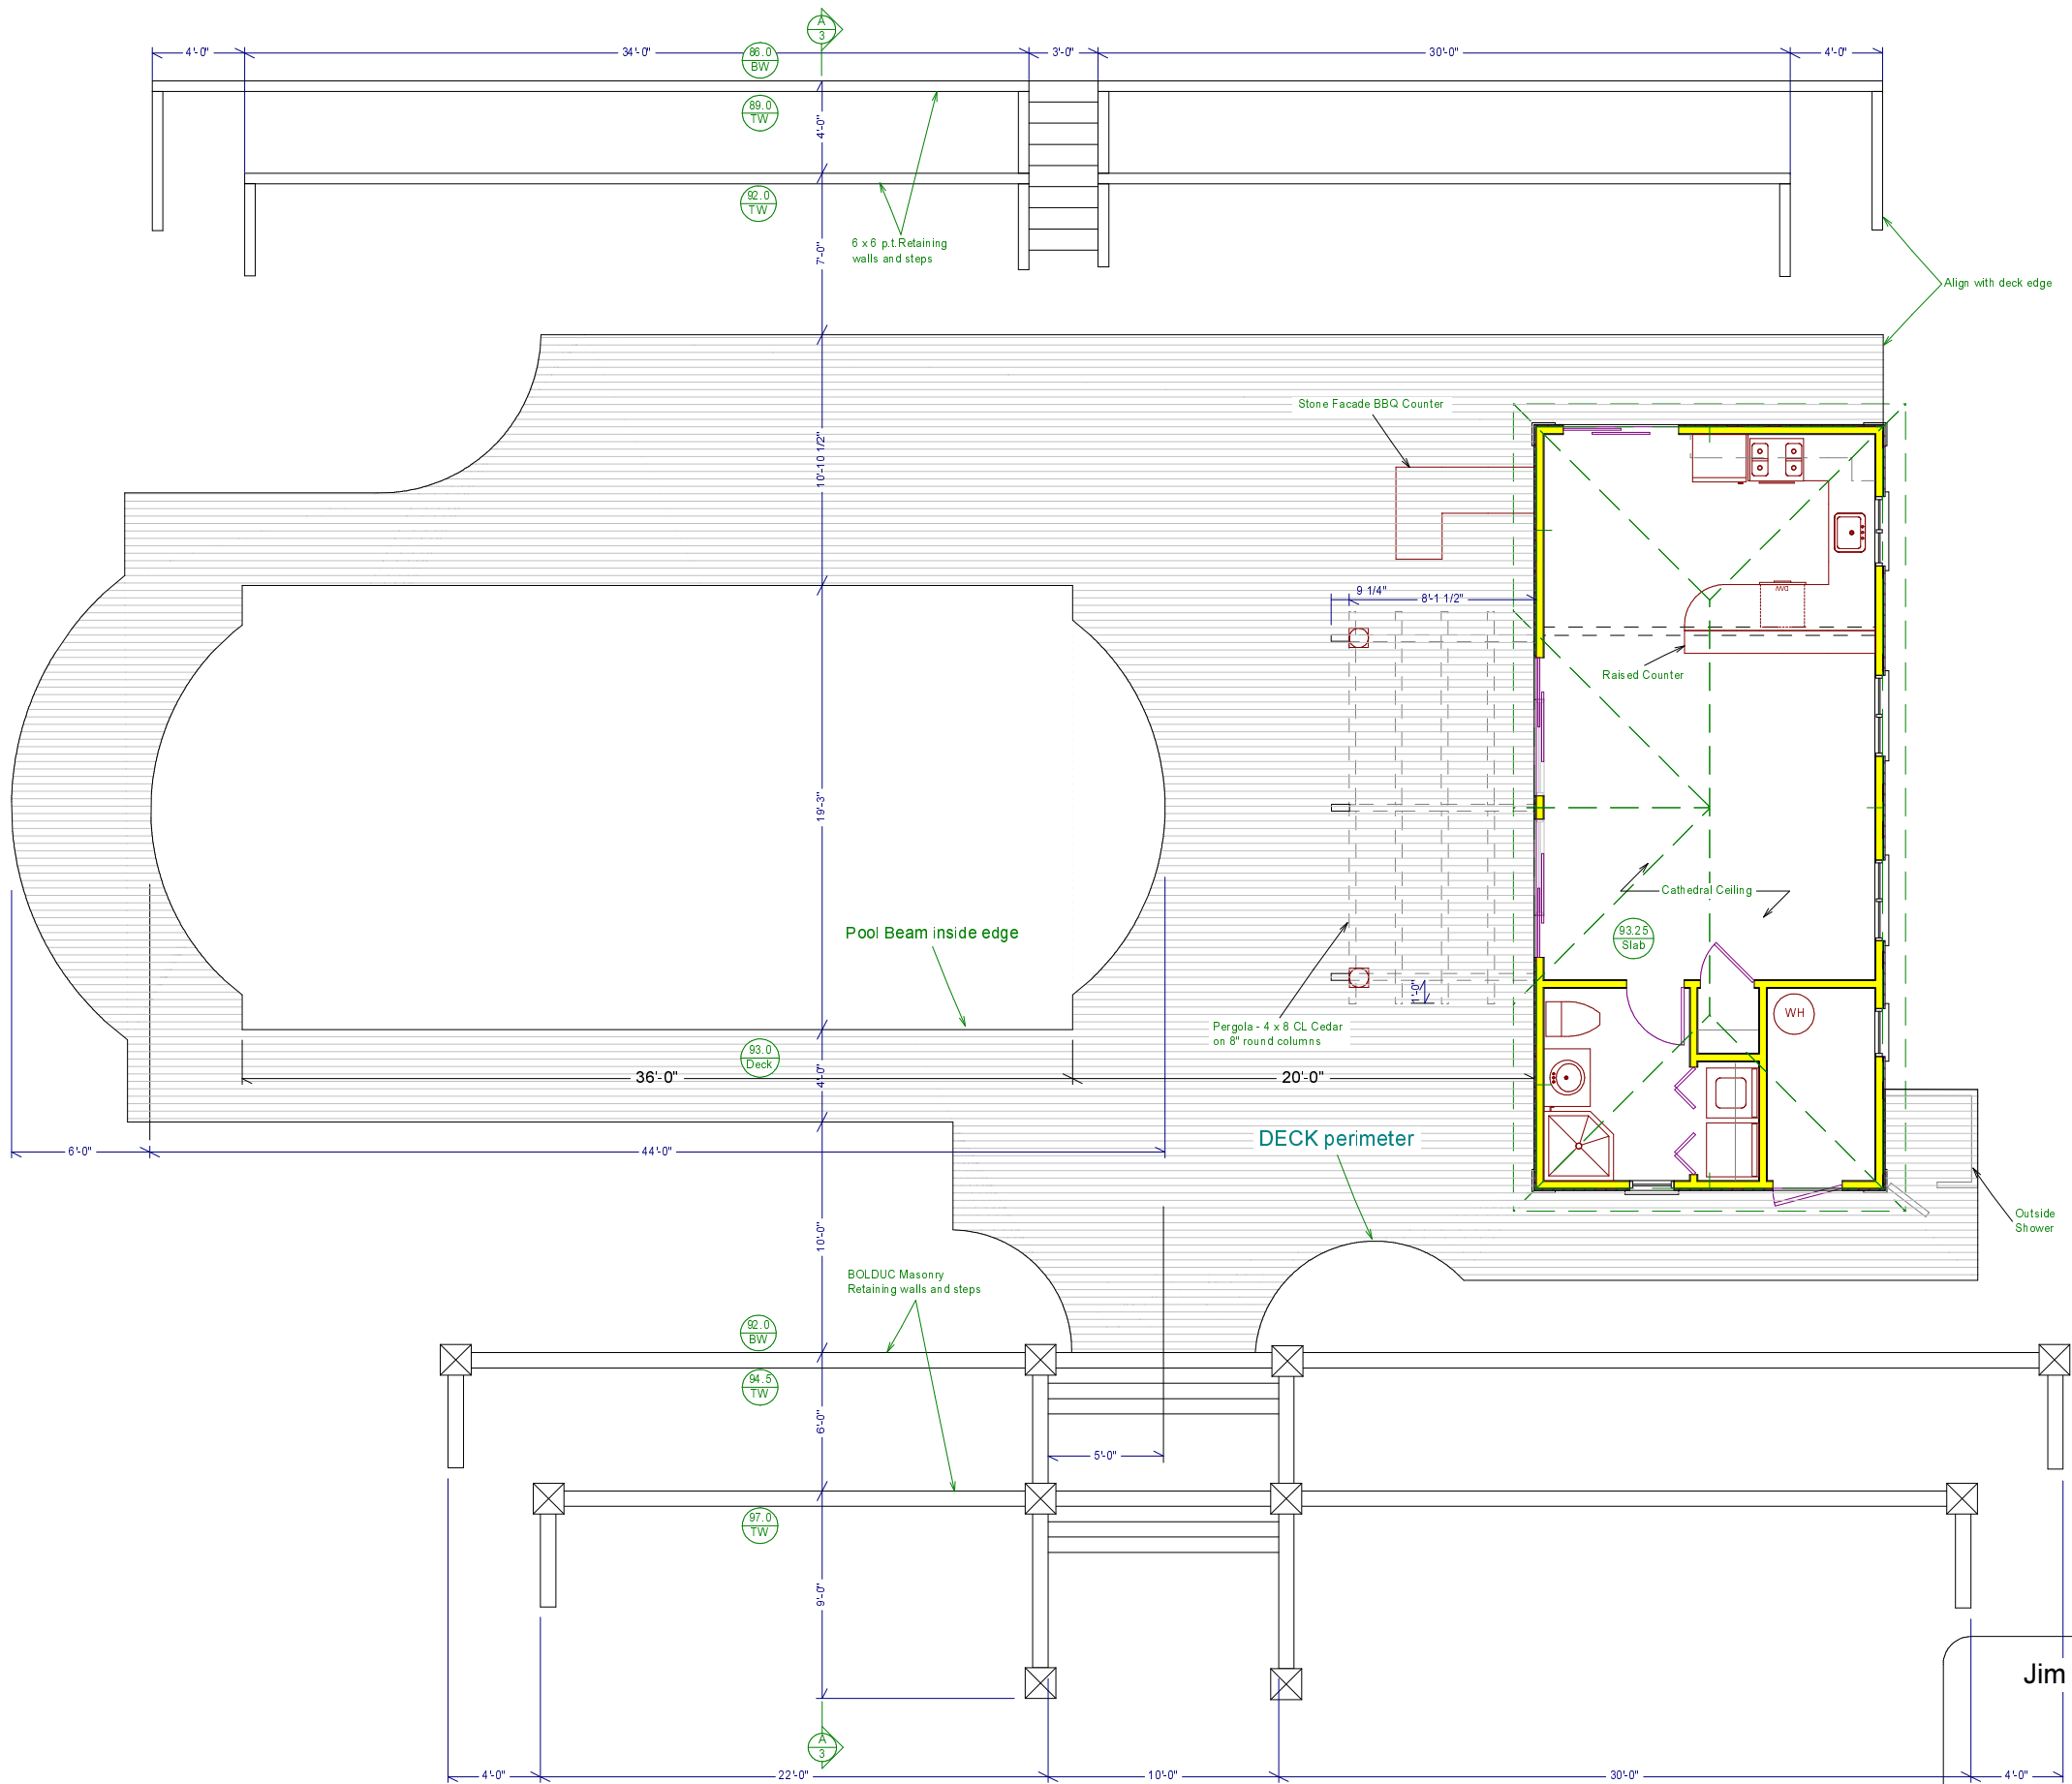 A
3
4'-0"
34'-0"
3'-0"
30'-0"
4'-0"
86.0
BW
89.0
TW
4'-0"
92.0
TW
6 x 6 p.t.Retaining
walls and steps
7'-0"
Align with deck edge
Stone Facade BBQ Counter
10'-10 1/2"
9 1/4"
8'-1 1/2"
DW
Raised Counter
19'-3"
Cathedral Ceiling
93.25
Slab
Pool Beam inside edge
1'-0"
WH
Pergola - 4 x 8 CL Cedar
on 8" round columns
93.0
Deck
4'-0"
36'-0"
20'-0"
DECK perimeter
6'-0"
44'-0"
Outside
Shower
10'-0"
BOLDUC Masonry
Retaining walls and steps
92.0
BW
94.5
TW
6'-0"
5'-0"
97.0
TW
9'-0"
Jim
A
3
4'-0"
22'-0"
10'-0"
30'-0"
4'-0"